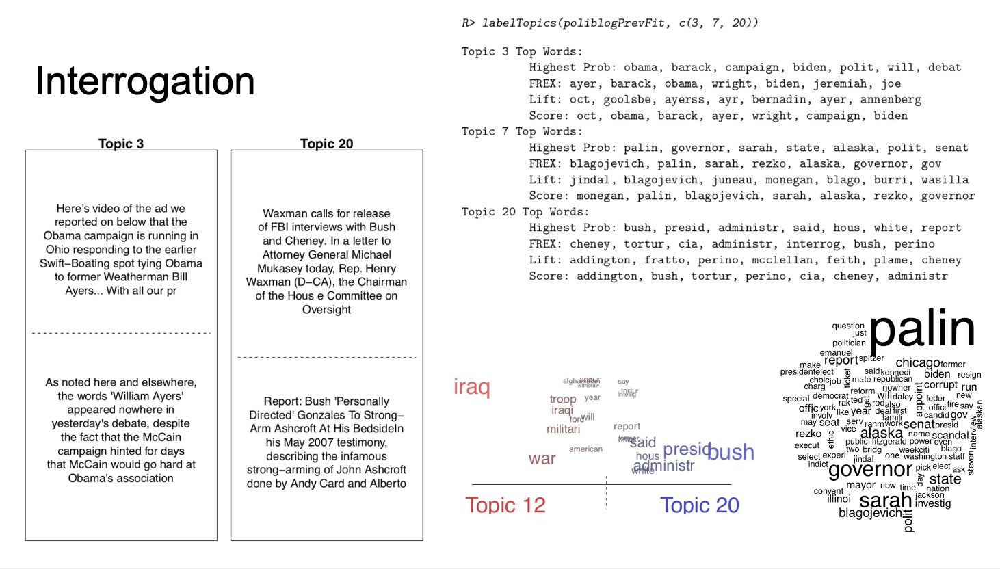 Interrogation
R> labelTopics(poliblogPrevFit, c(3, 7, 20))
Topic 3 Top Words:
Highest Prob: obama, barack, campaign, biden, polit, will, debat
FREX: ayer, barack, obama, wright, biden, jeremiah, joe
Lift: oct, goolsbe, ayerss, ayr, bernadin, ayer, annenberg
Score: oct, obama, barack, ayer, wright, campaign, biden
Topic 7 Top Words:
Highest Prob: palin, governor, sarah, state, alaska, polit, senat
FREX: blagojevich, palin, sarah, rezko, alaska, governor, gov
Lift: jindal, blagojevich, juneau, monegan, blago, burri, wasilla
Score: monegan, palin, blagojevich, sarah, alaska, rezko, governor
Topic 20 Top Words:
Highest Prob: bush, presid, administr, said, hous, white, report
FREX: cheney, tortur, cia, administr, interrog, bush, perino
Lift: addington, fratto, perino, mcclellan, feith, plame, cheney
Score: addington, bush, tortur, perino, cia, cheney, administr
Topic 3
Here's video of the ad we
reported on below that the
Obama campaign is running in
Ohio responding to the earlier
Swift−Boating spot tying Obama
to former Weatherman Bill
Ayers... With all our pr
As noted here and elsewhere,
the words 'William Ayers'
appeared nowhere in
yesterday's debate, despite
the fact that the McCain
campaign hinted for days
that McCain would go hard at
Obama's association
Topic 20
Waxman calls for release
of FBI interviews with Bush
and Cheney. In a letter to
Attorney General Michael
Mukasey today, Rep. Henry
Waxman (D−CA), the Chairman
of the Hous e Committee on
Oversight
Report: Bush 'Personally
Directed' Gonzales To Strong−
Arm Ashcroft At His BedsideIn
his May 2007 testimony,
describing the infamous
strong−arming of John Ashcroft
done by Andy Card and Alberto
iraq
secur say
withdraw tortur
troop year
iraqi
will
militari report
said
american hous presid bush
war administr
white
Topic 12 Topic 20
palin
question
just
politician
emanuel
report spitzer chicago former
make
presidentelect said kennedi biden resign
choic job ticket mate republican corrupt run
charg nowher
special democrat reform will daley appoint feder new
rak ted get rod also offici fire say
offic york like year deal first candid gov
involv famili
may seat serv rahm work senat presid
rezko vice alaska name scandal
execut ethic public fitzgerald power even interview alaskan
two bridg weekciti blago
select experi jindal one washington staff
indict governor pick elect ask steven
mayor now time day state
convent nation
illinoi sarah jackson
investig
blagojevich polit